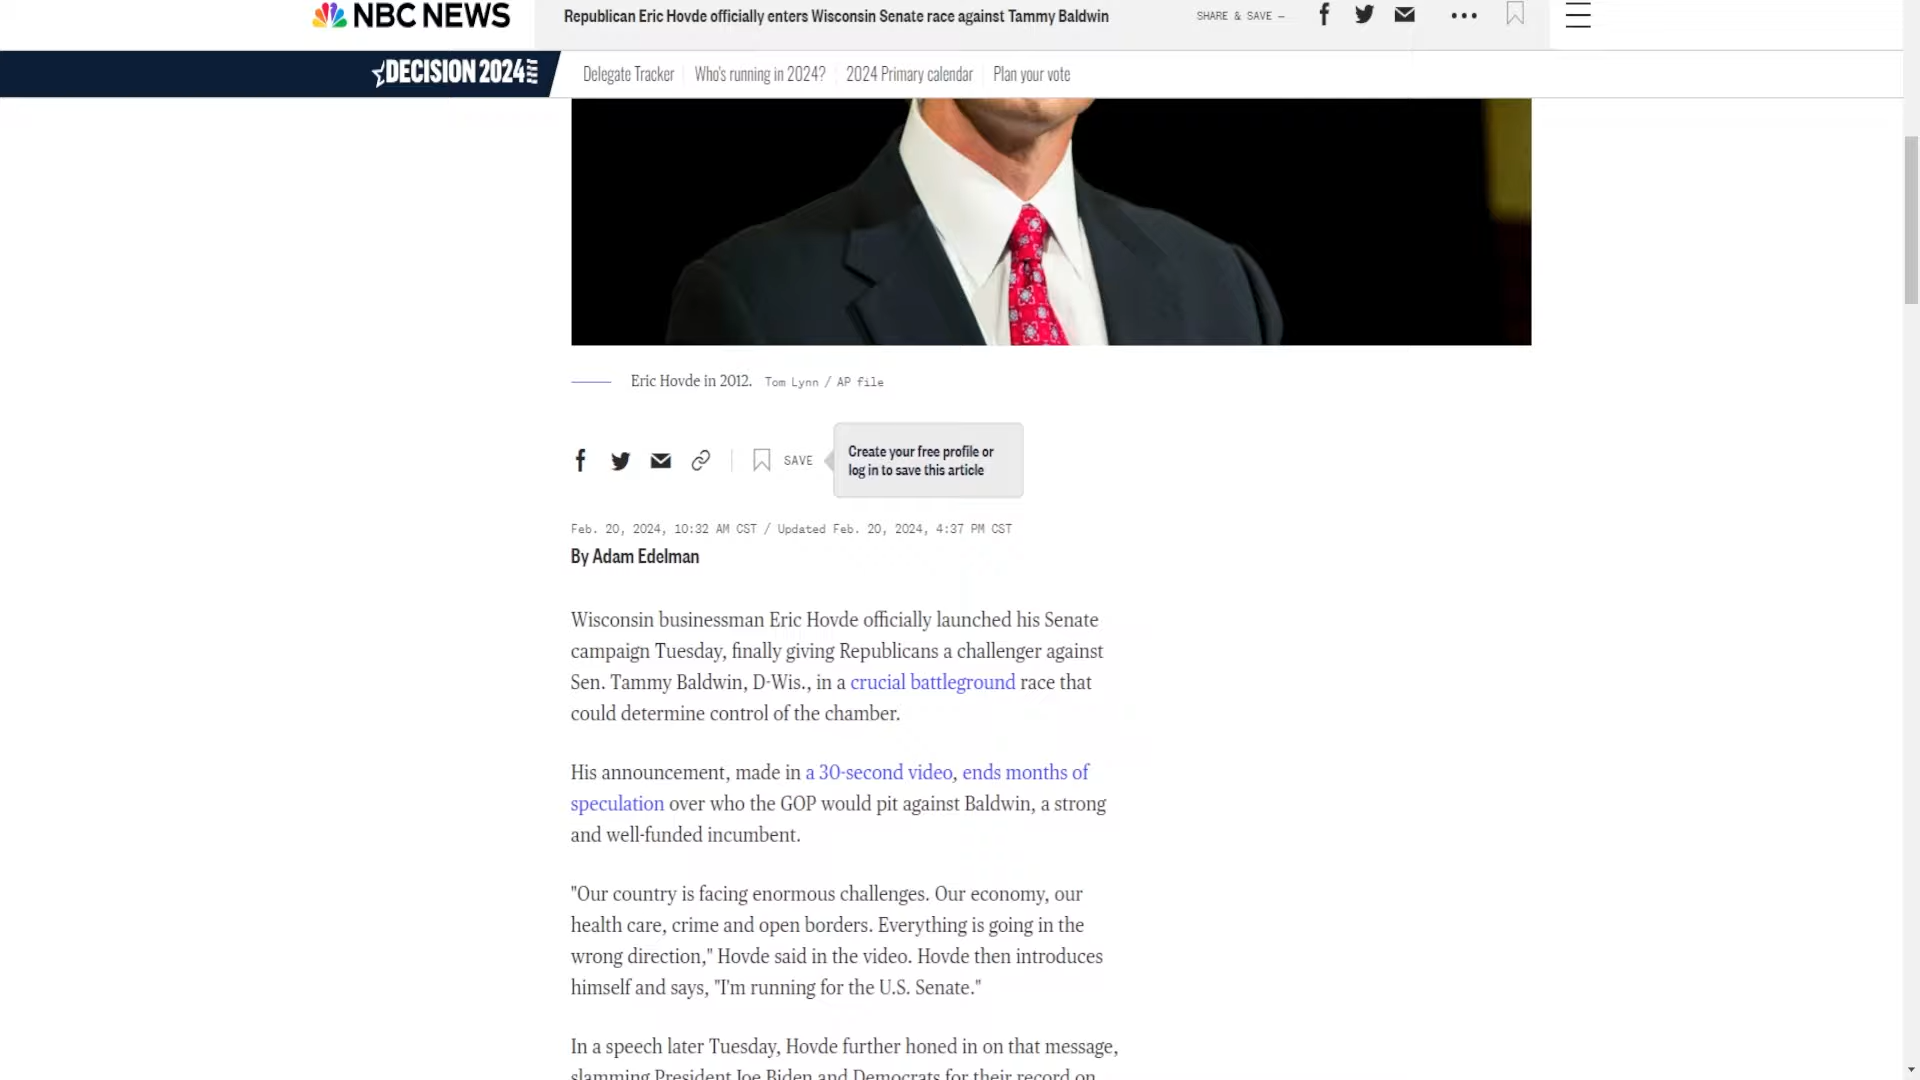 NBC NEWS
Republican Eric Hovde officially enters Wisconsin Senate race against Tammy Baldwin
SHARE & SAVE —
DECISION 2024
Delegate Tracker
Who's running in 2024?
2024 Primary calendar
Plan your vote
Eric Hovde in 2012. Tom Lynn / AP file
SAVE
Create your free profile or
log in to save this article
Feb. 20, 2024, 10:32 AM CST / Updated Feb. 20, 2024, 4:37 PM CST
By Adam Edelman
Wisconsin businessman Eric Hovde officially launched his Senate
campaign Tuesday, finally giving Republicans a challenger against
Sen. Tammy Baldwin, D-Wis., in a crucial battleground race that
could determine control of the chamber.
His announcement, made in a 30-second video, ends months of
speculation over who the GOP would pit against Baldwin, a strong
and well-funded incumbent.
"Our country is facing enormous challenges. Our economy, our
health care, crime and open borders. Everything is going in the
wrong direction," Hovde said in the video. Hovde then introduces
himself and says, "I'm running for the U.S. Senate."
In a speech later Tuesday, Hovde further honed in on that message,
slamming President Joe Biden and Democrats for their record on